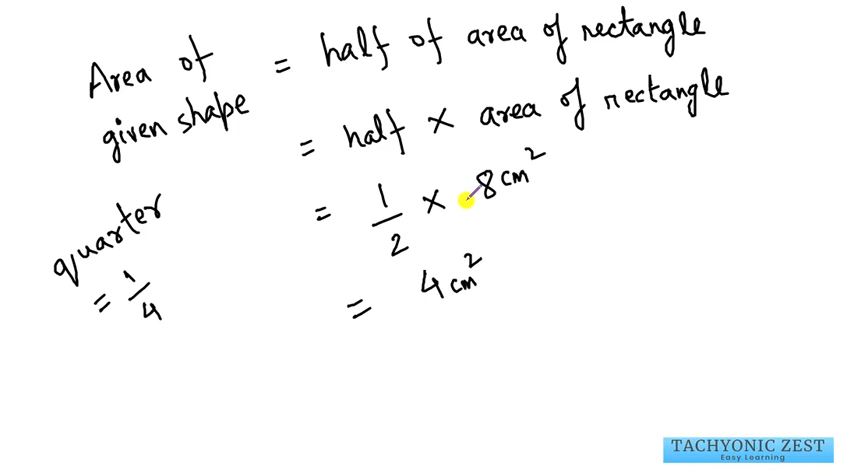 Area of given shape = half of area of rectangle
= half × area of rectangle
= 1/2 × 8 cm²
= 4 cm²
quarter
= 1/4
TACHYONIC ZEST
Easy Learning